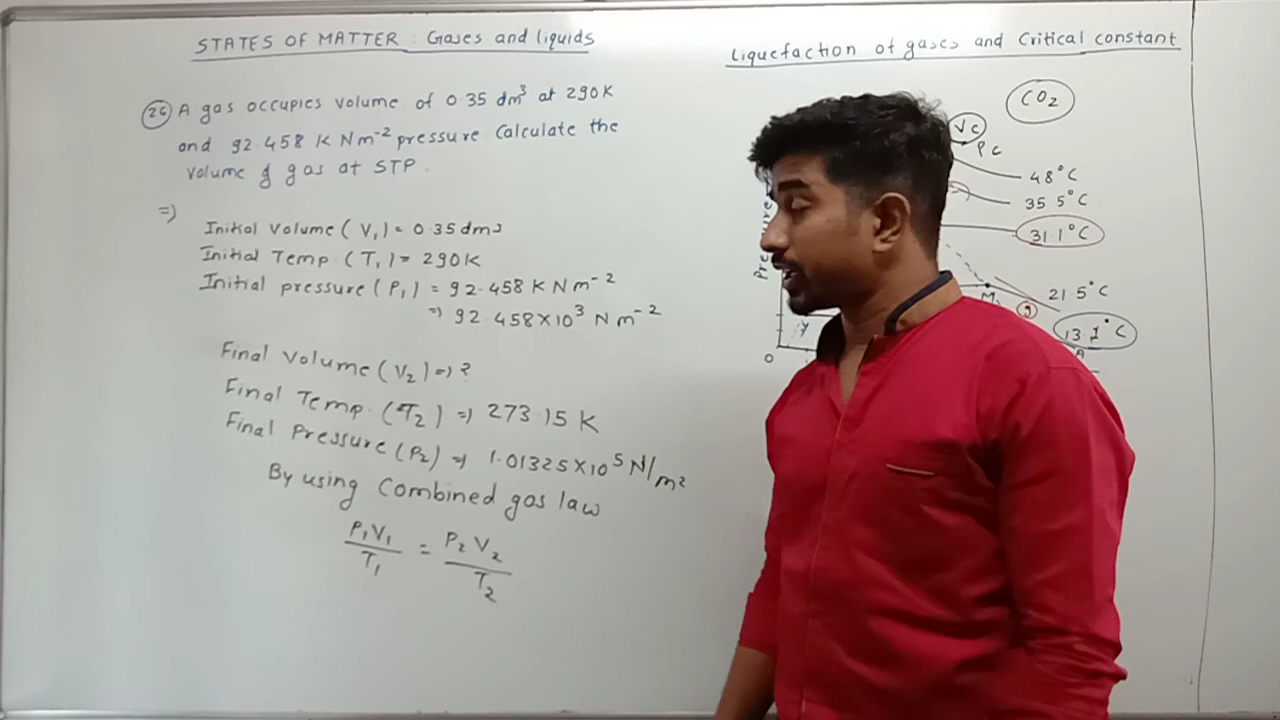 STATES OF MATTER : Gases and liquids
(26) A gas occupies volume of 0.35 dm³ at 290K
and 92.458 K N m⁻² pressure. Calculate the
volume of gas at STP.
=)
Initial Volume (V₁) = 0.35 dm³
Initial Temp. (T₁) = 290K
Initial pressure (P₁) = 92.458 K N m⁻²
=) 92.458 x 10³ N m⁻²
Final Volume (V₂) =) ?
Final Temp. (T₂) =) 273.15 K
Final Pressure (P₂) =) 1.01325 x 10⁵ N/m²
By using Combined gas law
P₁V₁/T₁ = P₂V₂/T₂
Liquefaction of gases and Critical constant
CO₂
Vc
Pc
48°C
35.5°C
31.1°C
21.5°C
13.1°C
M
g
y
O
A